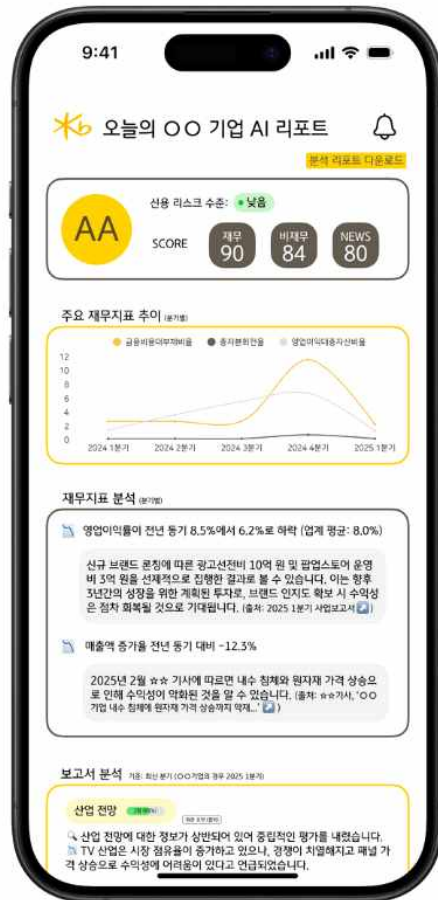 9:41
오늘의 ○○ 기업 AI 리포트
분석 리포트 다운로드
AA
신용 리스크 수준: 낮음
SCORE
재무
90
비재무
84
NEWS
80
주요 재무지표 추이 (분기별)
금융비용대부채비율 총자본회전율 영업이익대총자산비율
12
10
8
6
4
2
0
2024 1분기 2024 2분기 2024 3분기 2024 4분기 2025 1분기
재무지표 분석 (분기별)
영업이익률이 전년 동기 8.5%에서 6.2%로 하락 (업계 평균: 8.0%)
신규 브랜드 론칭에 따른 광고선전비 10억 원 및 팝업스토어 운영
비 3억 원을 선제적으로 집행한 결과로 볼 수 있습니다. 이는 향후
3년간의 성장을 위한 계획된 투자로, 브랜드 인지도 확보 시 수익성
은 점차 회복될 것으로 기대됩니다. (출처: 2025 1분기 사업보고서)
매출액 증가율 전년 동기 대비 -12.3%
2025년 2월 ☆☆ 기사에 따르면 내수 침체와 원자재 가격 상승으
로 인해 수익성이 악화된 것을 알 수 있습니다. (출처: ☆☆기사, '○○
기업 내수 침체에 원자재 가격 상승까지 악재...' )
보고서 분석 기준: 최신 분기 (○○기업의 경우 2025 1분기)
산업 전망
산업 전망에 대한 정보가 상반되어 있어 중립적인 평가를 내렸습니다.
TV 산업은 시장 점유율이 증가하고 있으나, 경쟁이 치열해지고 패널 가
격 상승으로 수익성에 어려움이 있다고 언급되었습니다.